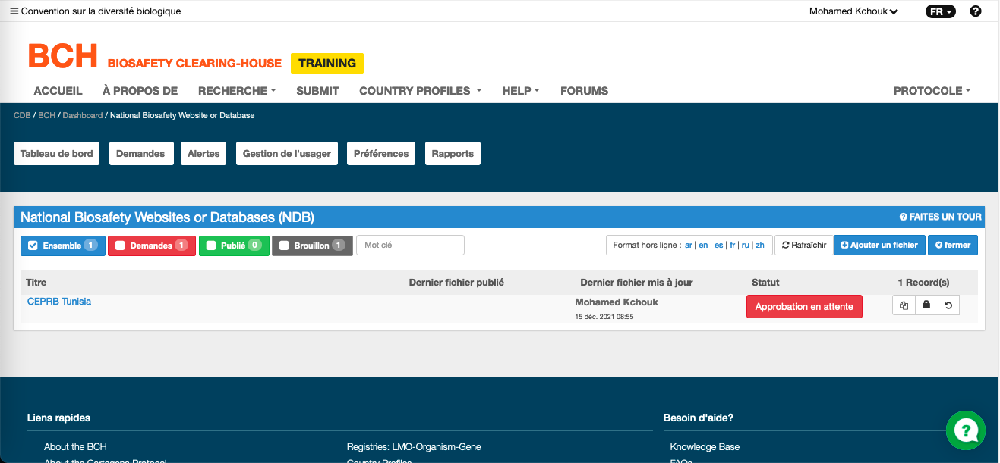 Convention sur la diversité biologique Mohamed Kchouk FR
BCH BIOSAFETY CLEARING-HOUSE TRAINING
ACCUEIL À PROPOS DE RECHERCHE SUBMIT COUNTRY PROFILES HELP FORUMS PROTOCOLE
CDB / BCH / Dashboard / National Biosafety Website or Database
Tableau de bord Demandes Alertes Gestion de l'usager Préférences Rapports
National Biosafety Websites or Databases (NDB) FAITES UN TOUR
Ensemble 1 Demandes 1 Publié 0 Brouillon 1 Mot clé Format hors ligne : ar | en | es | fr | ru | zh Rafraîchir Ajouter un fichier fermer
Titre Dernier fichier publié Dernier fichier mis à jour Statut 1 Record(s)
CEPRB Tunisia Mohamed Kchouk Approbation en attente
15 déc. 2021 08:55
Liens rapides Besoin d'aide?
About the BCH Registries: LMO-Organism-Gene Knowledge Base
About the Cartagena Protocol Country Profiles FAQs